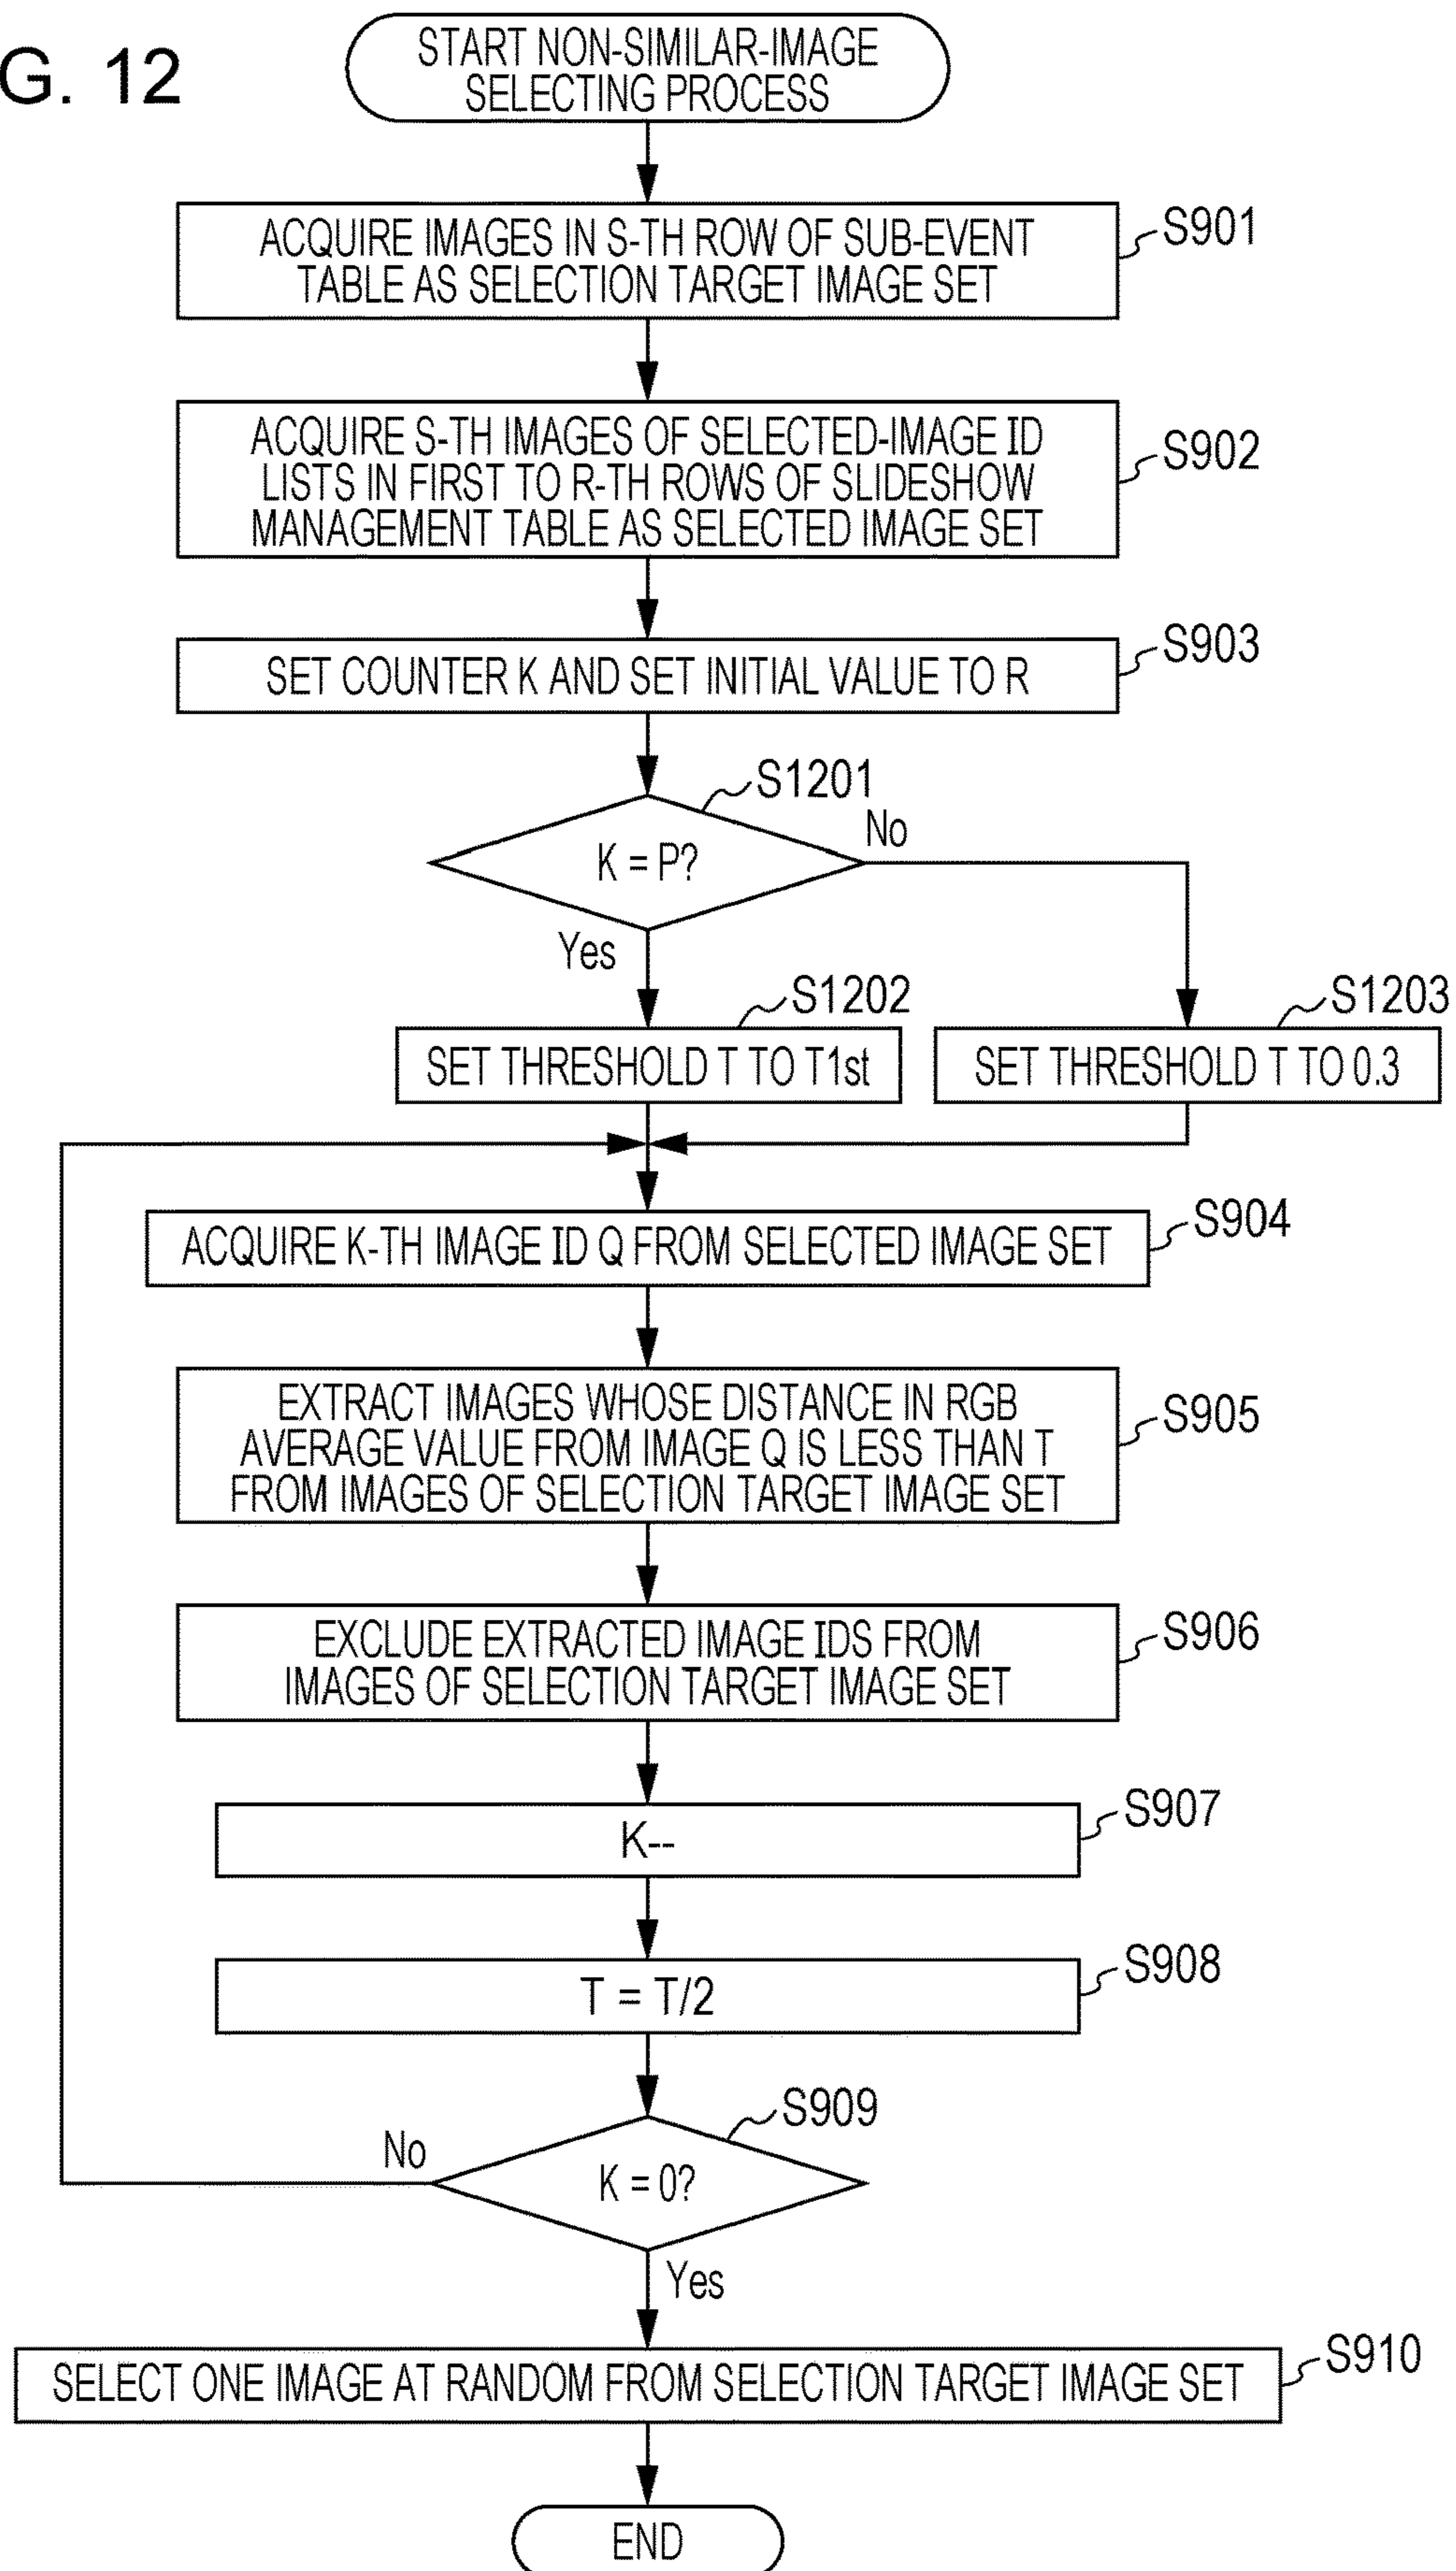 G. 12
START NON-SIMILAR-IMAGE
SELECTING PROCESS
ACQUIRE IMAGES IN S-TH ROW OF SUB-EVENT
TABLE AS SELECTION TARGET IMAGE SET
S901
ACQUIRE S-TH IMAGES OF SELECTED-IMAGE ID
LISTS IN FIRST TO R-TH ROWS OF SLIDESHOW
MANAGEMENT TABLE AS SELECTED IMAGE SET
S902
SET COUNTER K AND SET INITIAL VALUE TO R
S903
S1201
K = P?
No
Yes
S1202
SET THRESHOLD T TO T1st
S1203
SET THRESHOLD T TO 0.3
ACQUIRE K-TH IMAGE ID Q FROM SELECTED IMAGE SET
S904
EXTRACT IMAGES WHOSE DISTANCE IN RGB
AVERAGE VALUE FROM IMAGE Q IS LESS THAN T
FROM IMAGES OF SELECTION TARGET IMAGE SET
S905
EXCLUDE EXTRACTED IMAGE IDS FROM
IMAGES OF SELECTION TARGET IMAGE SET
S906
K--
S907
T = T/2
S908
S909
K = 0?
No
Yes
SELECT ONE IMAGE AT RANDOM FROM SELECTION TARGET IMAGE SET
S910
END